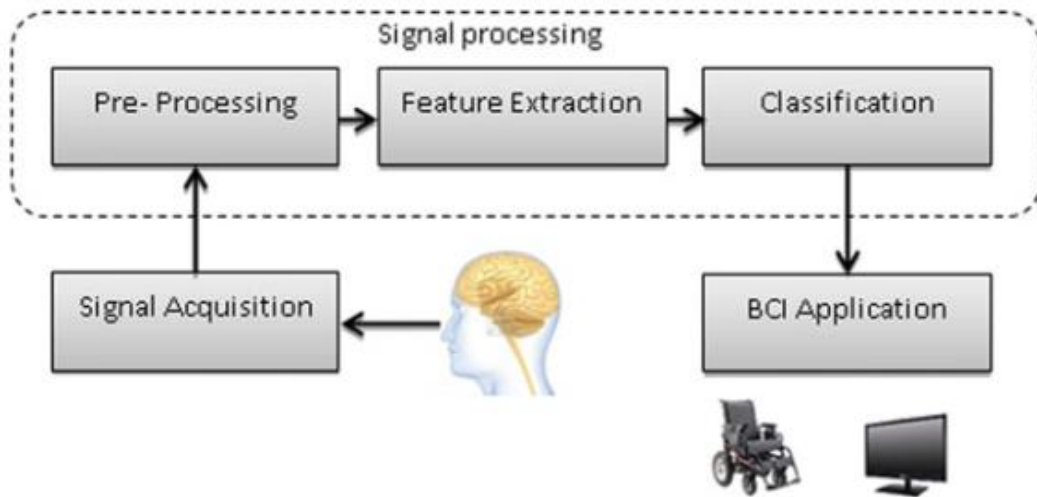 Signal processing
Pre- Processing
Feature Extraction
Classification
Signal Acquisition
BCI Application